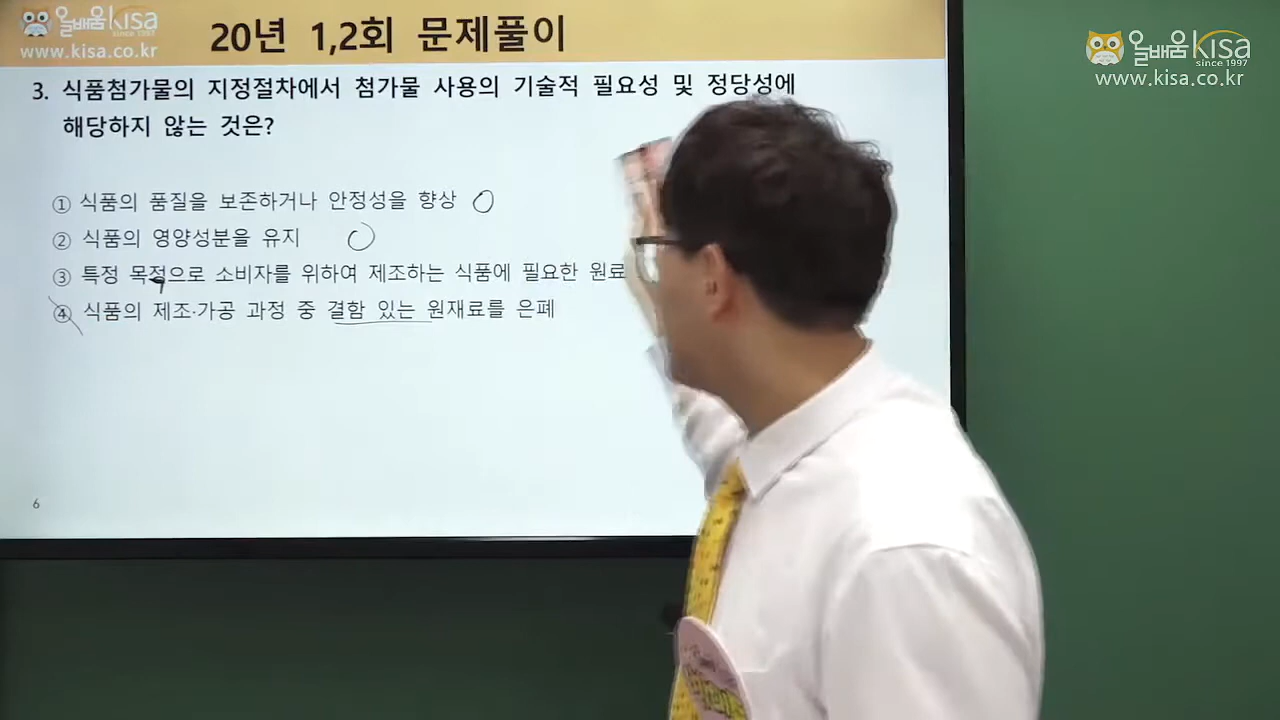 올배움kisa
since 1997
www.kisa.co.kr
20년 1,2회 문제풀이
올배움kisa
since 1997
www.kisa.co.kr
3. 식품첨가물의 지정절차에서 첨가물 사용의 기술적 필요성 및 정당성에
해당하지 않는 것은?
① 식품의 품질을 보존하거나 안정성을 향상
② 식품의 영양성분을 유지
③ 특정 목적으로 소비자를 위하여 제조하는 식품에 필요한 원료
④ 식품의 제조·가공 과정 중 결함 있는 원재료를 은폐
6